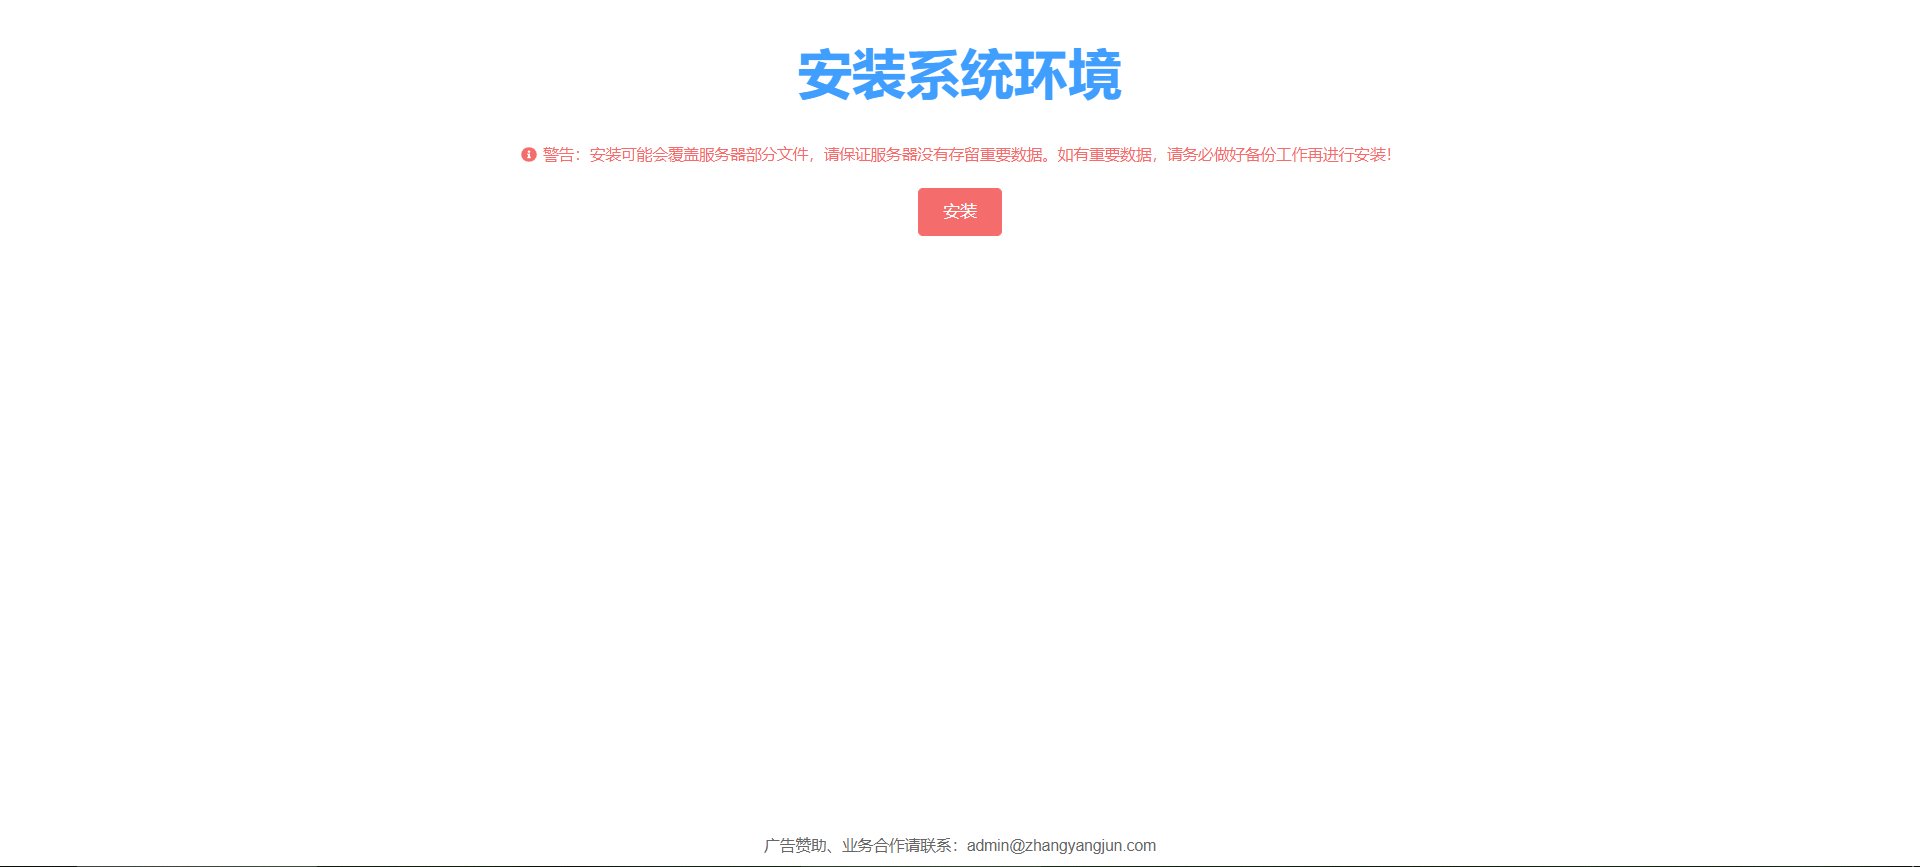 安装系统环境
警告：安装可能会覆盖服务器部分文件，请保证服务器没有存留重要数据。如有重要数据，请务必做好备份工作再进行安装！
安装
广告赞助、业务合作请联系：admin@zhangyangjun.com